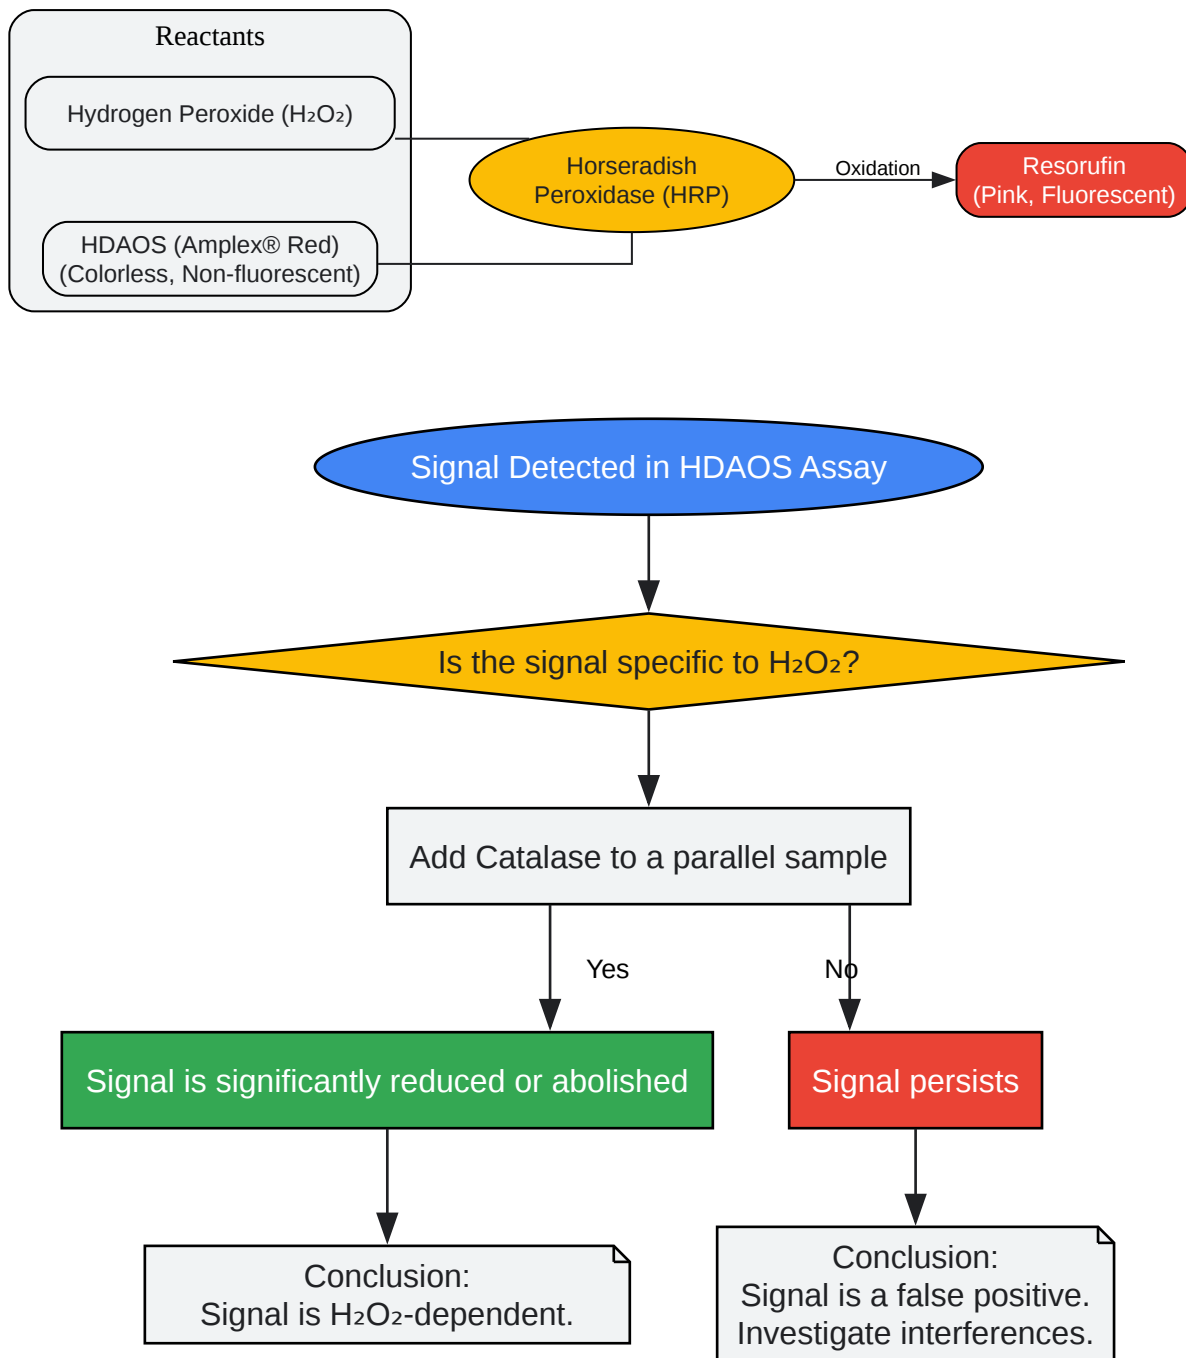 Reactants
Hydrogen Peroxide (H₂O₂)
HDAOS (Amplex® Red)
(Colorless, Non-fluorescent)
Horseradish
Peroxidase (HRP)
Oxidation
Resorufin
(Pink, Fluorescent)
Signal Detected in HDAOS Assay
Is the signal specific to H₂O₂?
Add Catalase to a parallel sample
Yes
No
Signal is significantly reduced or abolished
Signal persists
Conclusion:
Signal is H₂O₂-dependent.
Conclusion:
Signal is a false positive.
Investigate interferences.